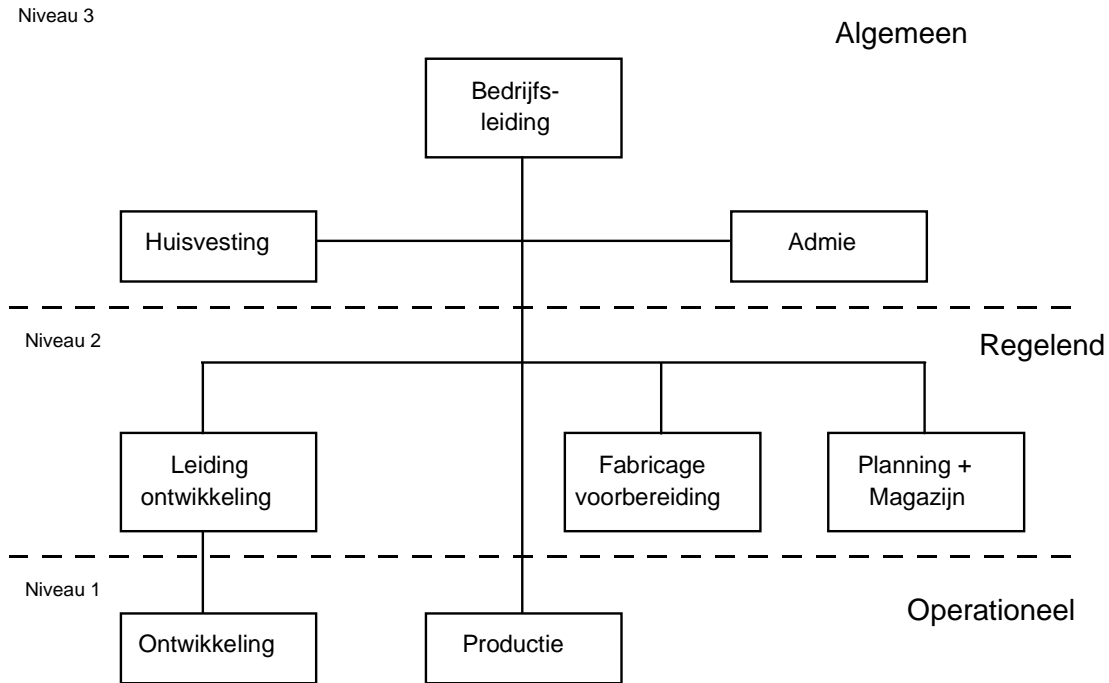 Niveau 3
Algemeen
Bedrijfs-
leiding
Huisvesting
Admie
Niveau 2
Regelend
Leiding
ontwikkeling
Fabricage
voorbereiding
Planning +
Magazijn
Niveau 1
Operationeel
Ontwikkeling
Productie